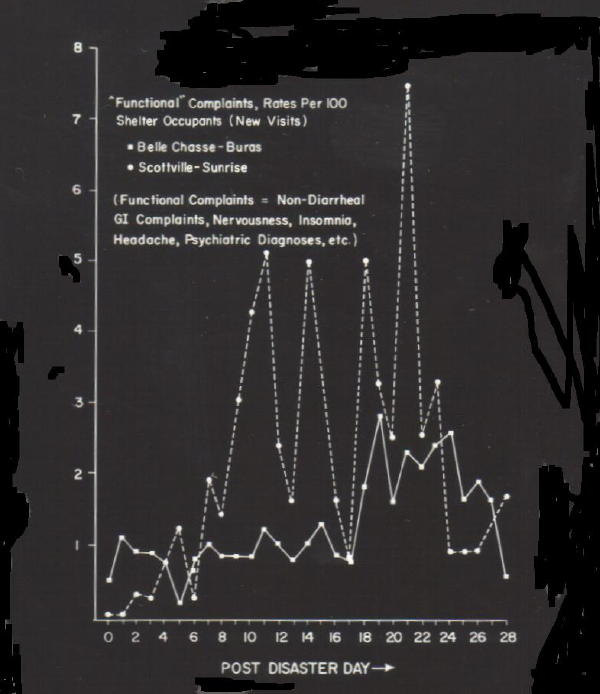 8
"Functional" Complaints, Rates Per 100
Shelter Occupants (New Visits)
7
Belle Chasse-Buras
Scottville-Sunrise
6
(Functional Complaints = Non-Diarrheal
GI Complaints, Nervousness, Insomnia,
Headache, Psychiatric Diagnoses, etc.)
5
4
3
2
1
0 2 4 6 8 10 12 14 16 18 20 22 24 26 28
POST DISASTER DAY→